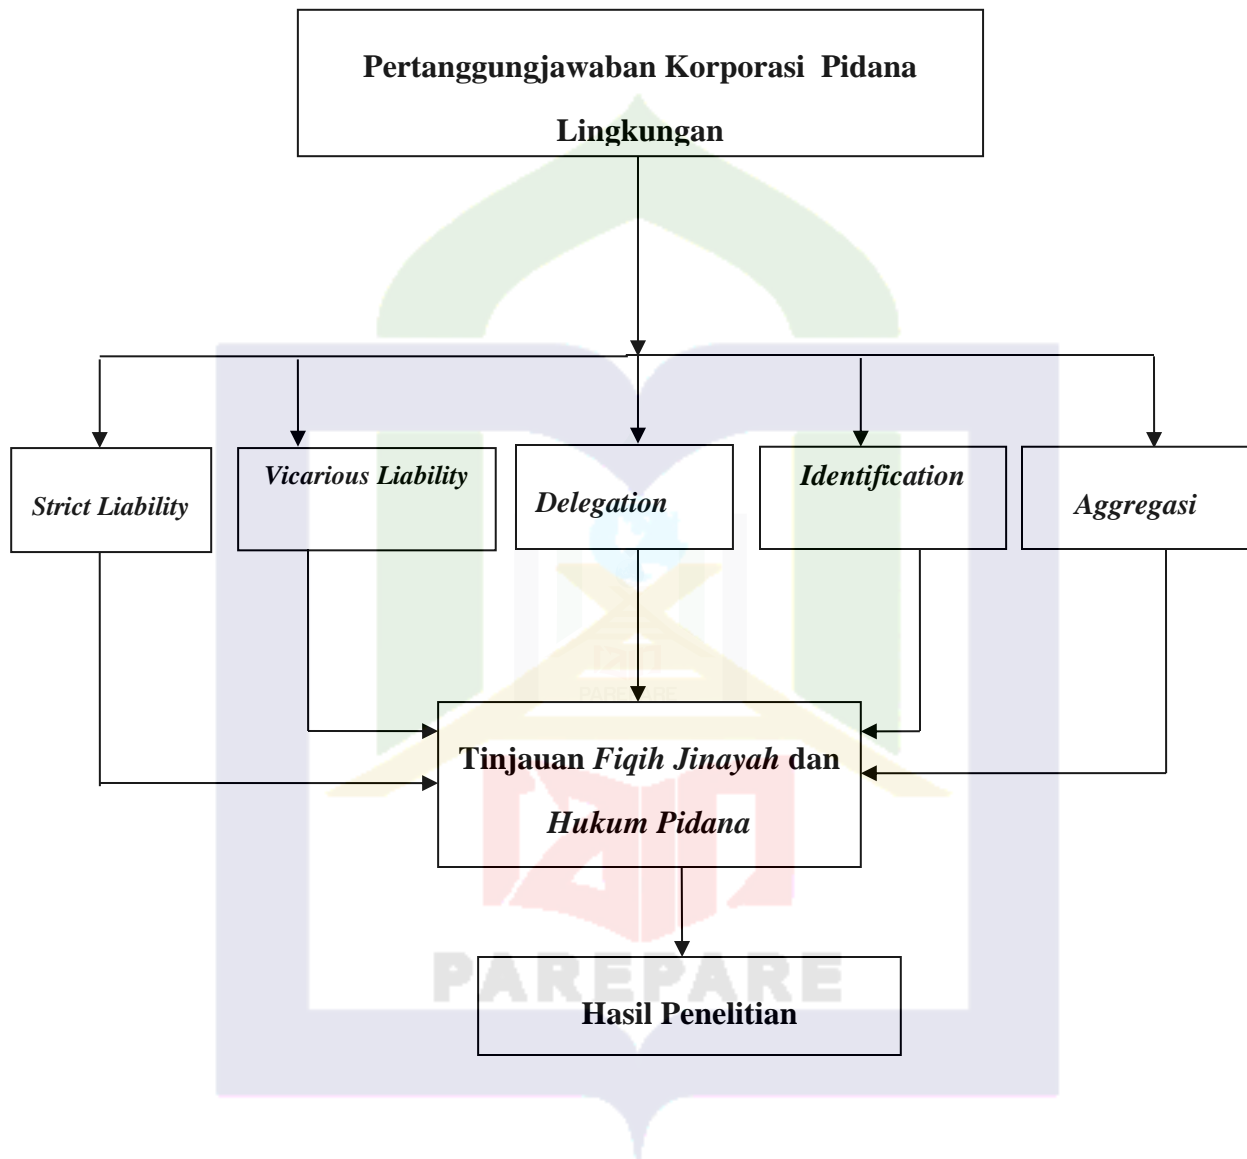 Pertanggungjawaban Korporasi Pidana
Lingkungan
Strict Liability
Vicarious Liability
Delegation
Identification
Aggregasi
PAREPARE
Tinjauan Fiqih Jinayah dan
Hukum Pidana
PAREPARE
Hasil Penelitian